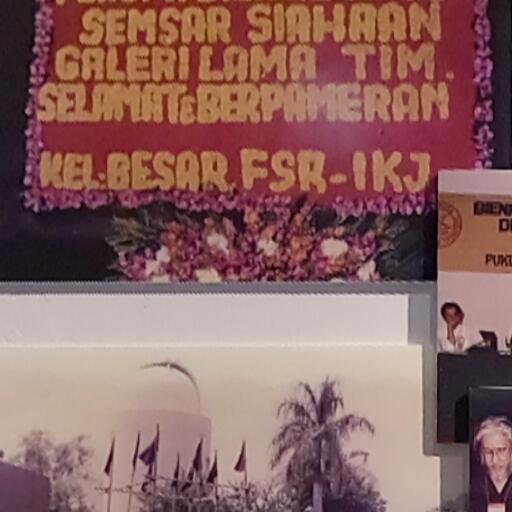 SEMSAR SIAHAAN
GALERI LAMA TIM.
SELAMAT & BERPAMERAN
KEL. BESAR. FSR-IKJ